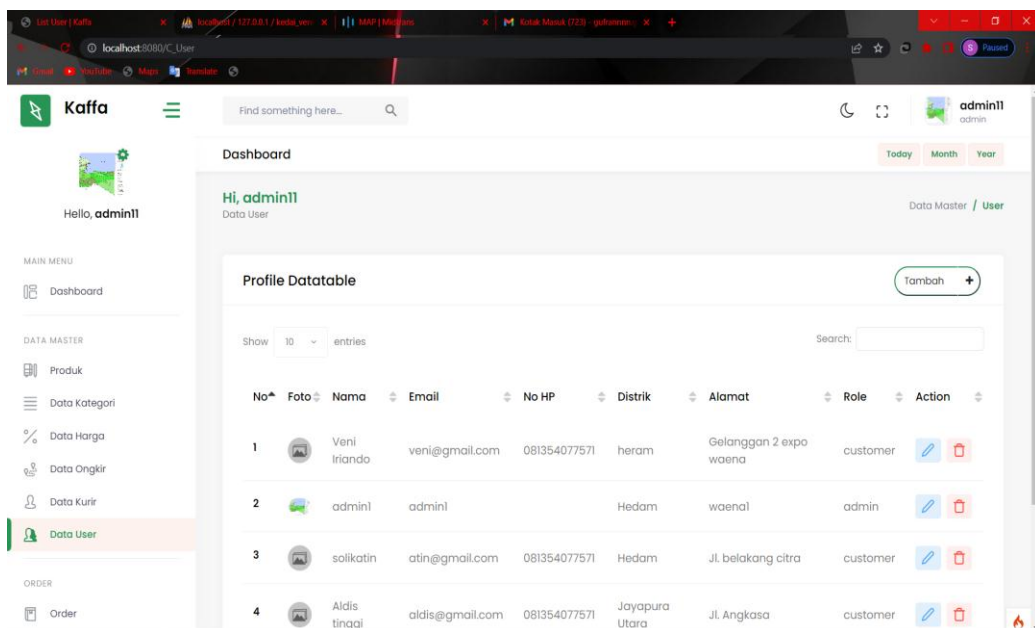 List User | Kaffa
localhost / 127.0.0.1 / kedai_veni
MAP | Midtrans
Kotak Masuk (723)
localhost:8080/C_User
Paused
Gmail YouTube Maps Translate
Kaffa
Find something here...
admin11
admin
Dashboard
Today Month Year
Hi, admin11
Data User
Data Master / User
Hello, admin11
MAIN MENU
Dashboard
DATA MASTER
Produk
Data Kategori
Data Harga
Data Ongkir
Data Kurir
Data User
ORDER
Order
Profile Datatable
Tambah +
Show 10 entries
Search:
No Foto Nama Email No HP Distrik Alamat Role Action
1 Veni Iriando veni@gmail.com 081354077571 heram Gelanggan 2 expo waena customer
2 admin1 admin1 Hedam waena1 admin
3 solikatin atin@gmail.com 081354077571 Hedam Jl. belakang citra customer
4 Aldis tinggi aldis@gmail.com 081354077571 Jayapura Utara Jl. Angkasa customer